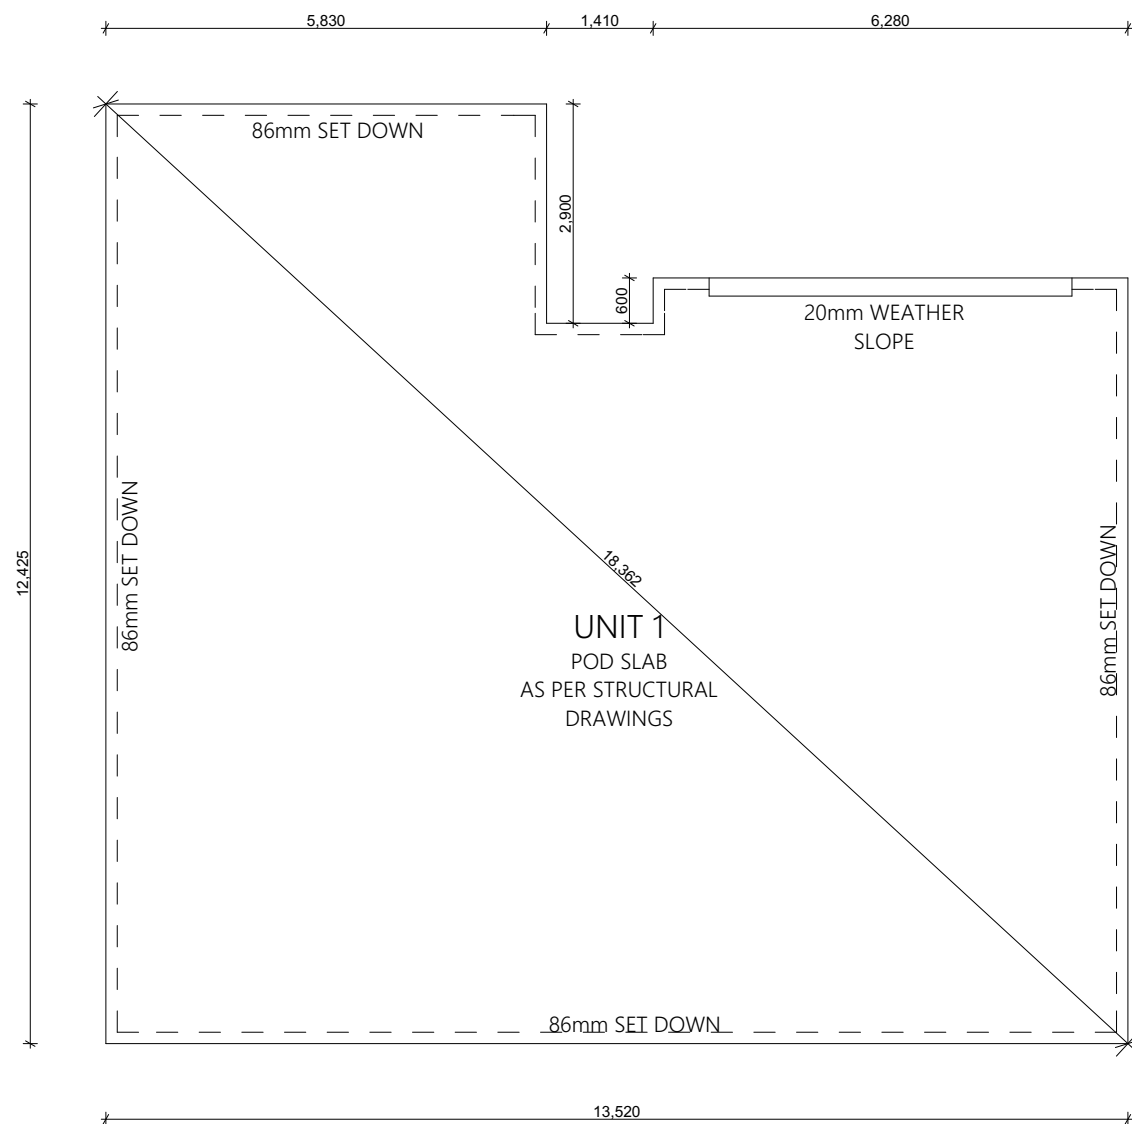 5,830
1,410
6,280
86mm SET DOWN
2,900
600
20mm WEATHER
SLOPE
12,425
86mm SET DOWN
18,362
86mm SET DOWN
UNIT 1
POD SLAB
AS PER STRUCTURAL
DRAWINGS
86mm SET DOWN
13,520